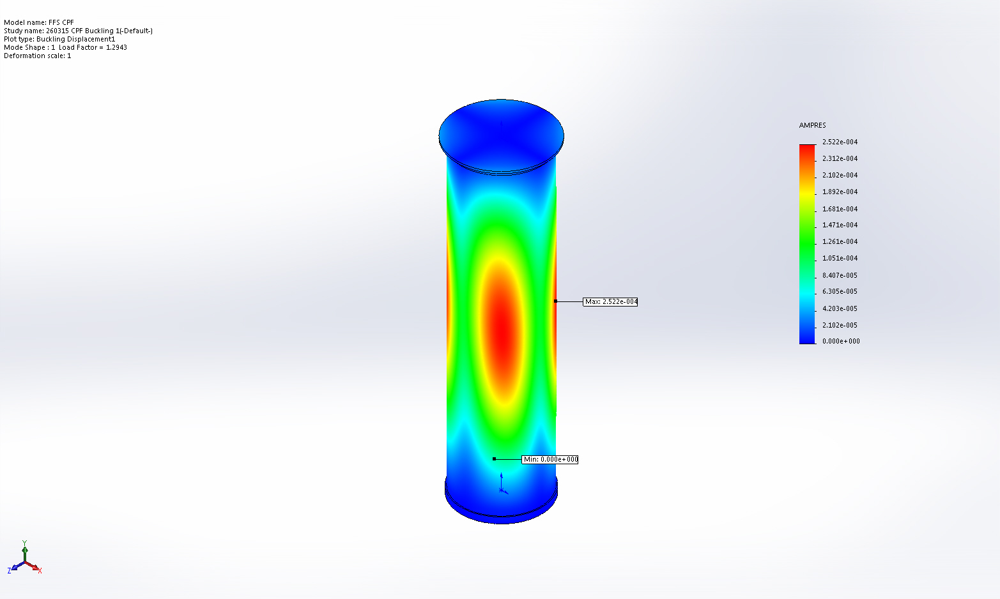 Model name: FFS CPF
Study name: 260315 CPF Buckling 1(-Default-)
Plot type: Buckling Displacement1
Mode Shape : 1 Load Factor = 1.2943
Deformation scale: 1
AMPRES
2.522e-004
2.312e-004
2.102e-004
1.892e-004
1.681e-004
1.471e-004
1.261e-004
1.051e-004
8.407e-005
6.305e-005
4.203e-005
2.102e-005
0.000e+000
Max: 2.522e-004
Min: 0.000e+000
Y
Z
X